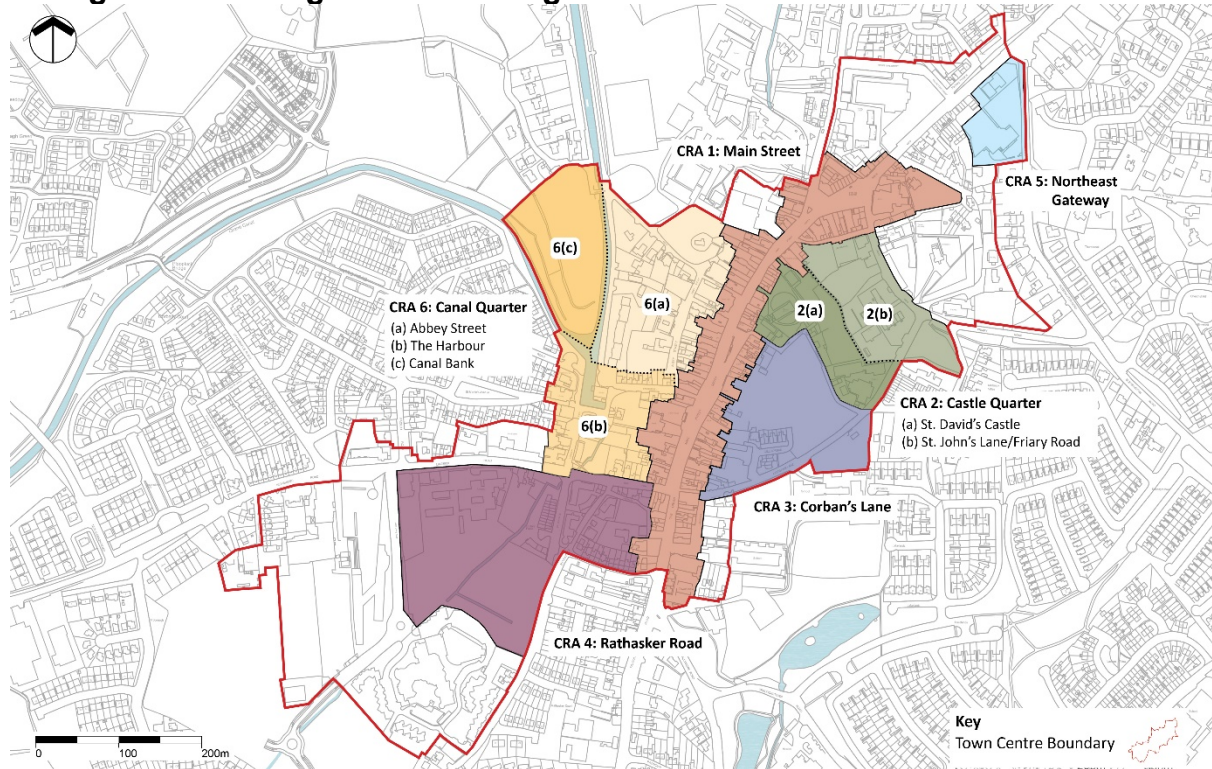 CRA 1: Main Street
CRA 5: Northeast
Gateway
6(c)
6(a)
2(a)
2(b)
CRA 6: Canal Quarter
(a) Abbey Street
(b) The Harbour
(c) Canal Bank
6(b)
CRA 2: Castle Quarter
(a) St. David's Castle
(b) St. John's Lane/Friary Road
CRA 3: Corban's Lane
CRA 4: Rathasker Road
Key
Town Centre Boundary
0 100 200m